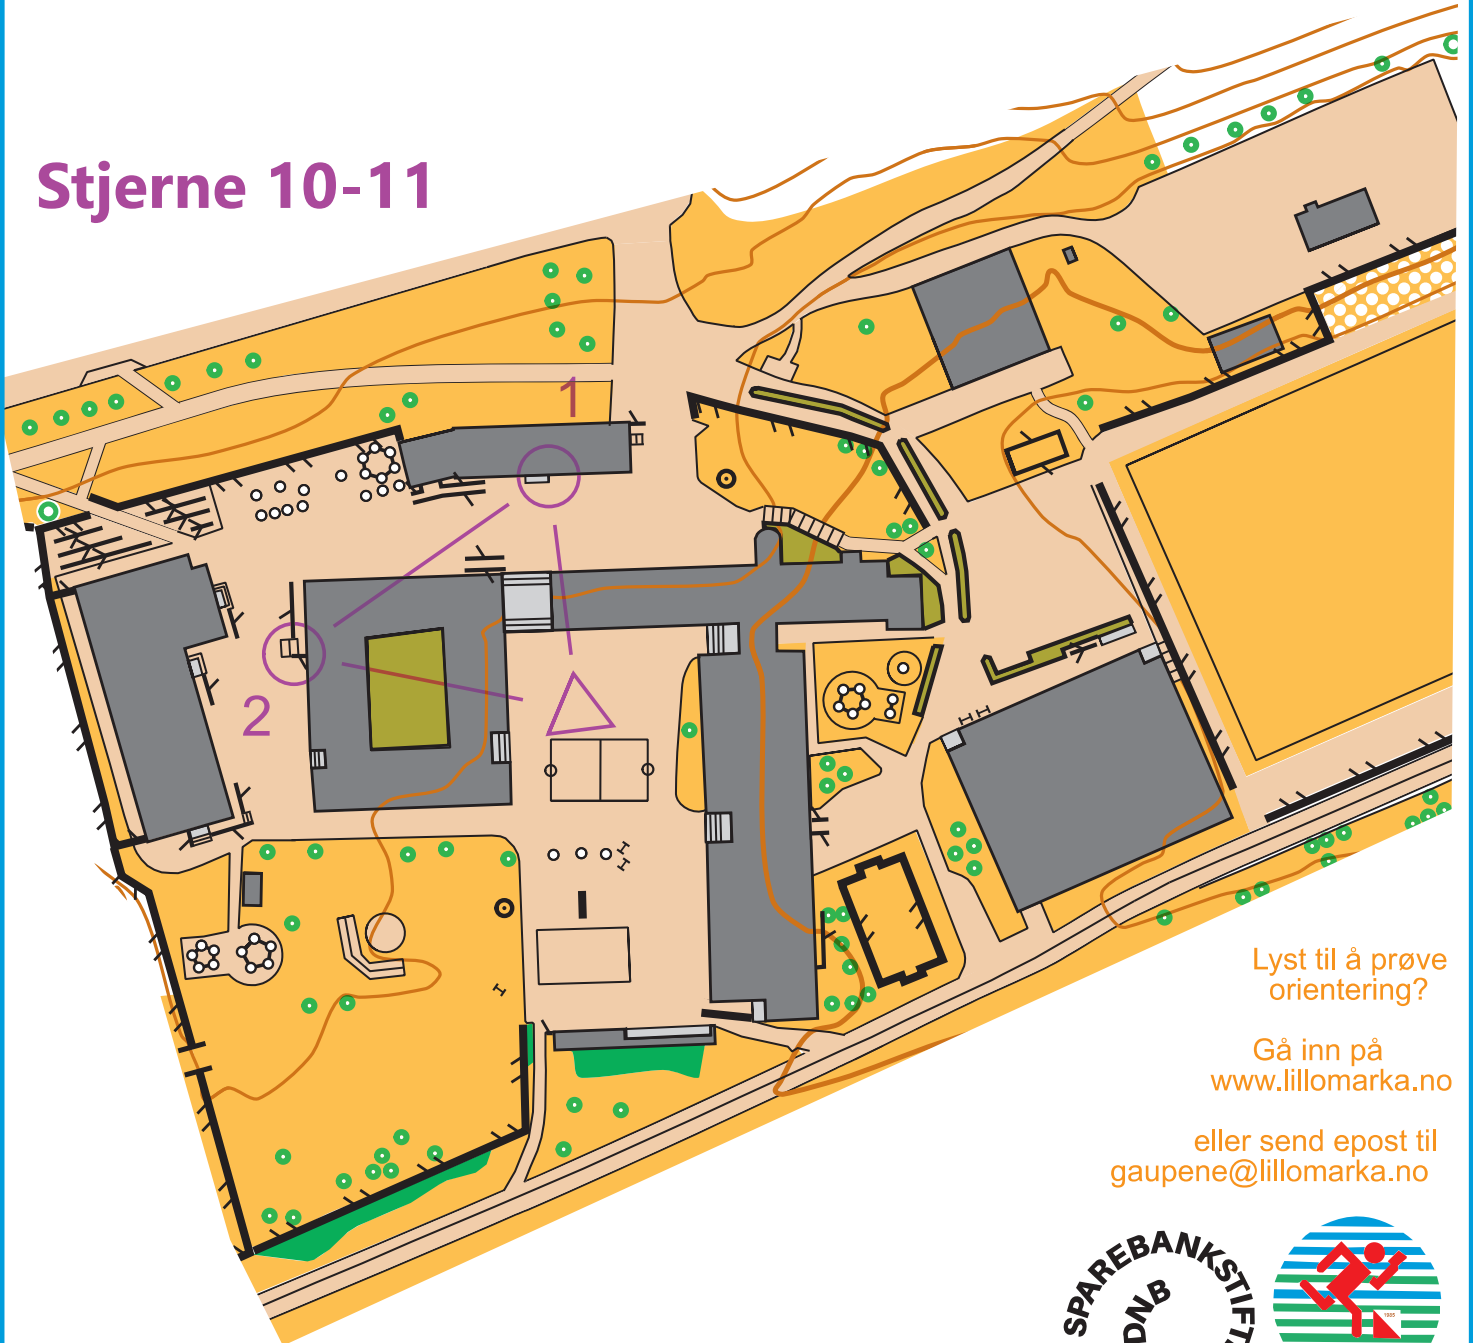 Stjerne 10-11
1
2
Lyst til å prøve
orientering?
Gå inn på
www.lillomarka.no
eller send epost til
gaupene@lillomarka.no
DNB